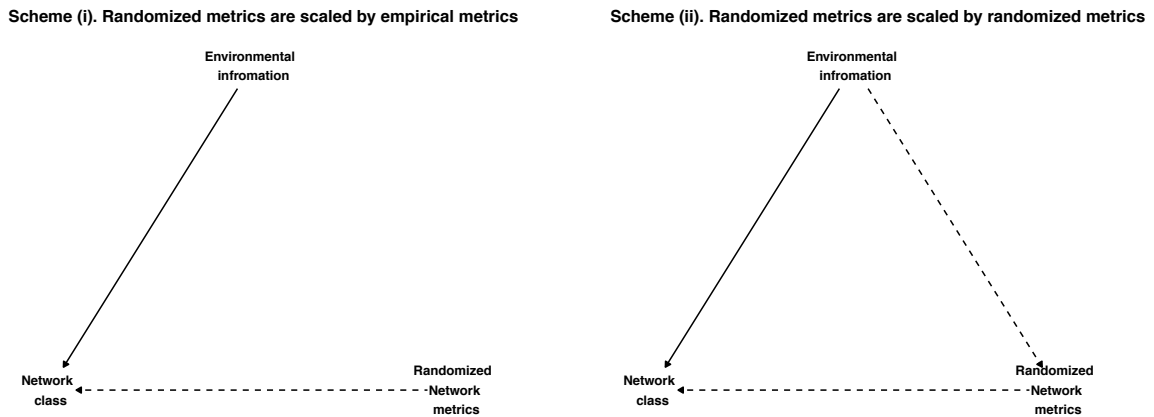 Scheme (i). Randomized metrics are scaled by empirical metrics
Environmental
infromation
Network
class
Randomized
Network
metrics
Scheme (ii). Randomized metrics are scaled by randomized metrics
Environmental
infromation
Network
class
Randomized
Network
metrics